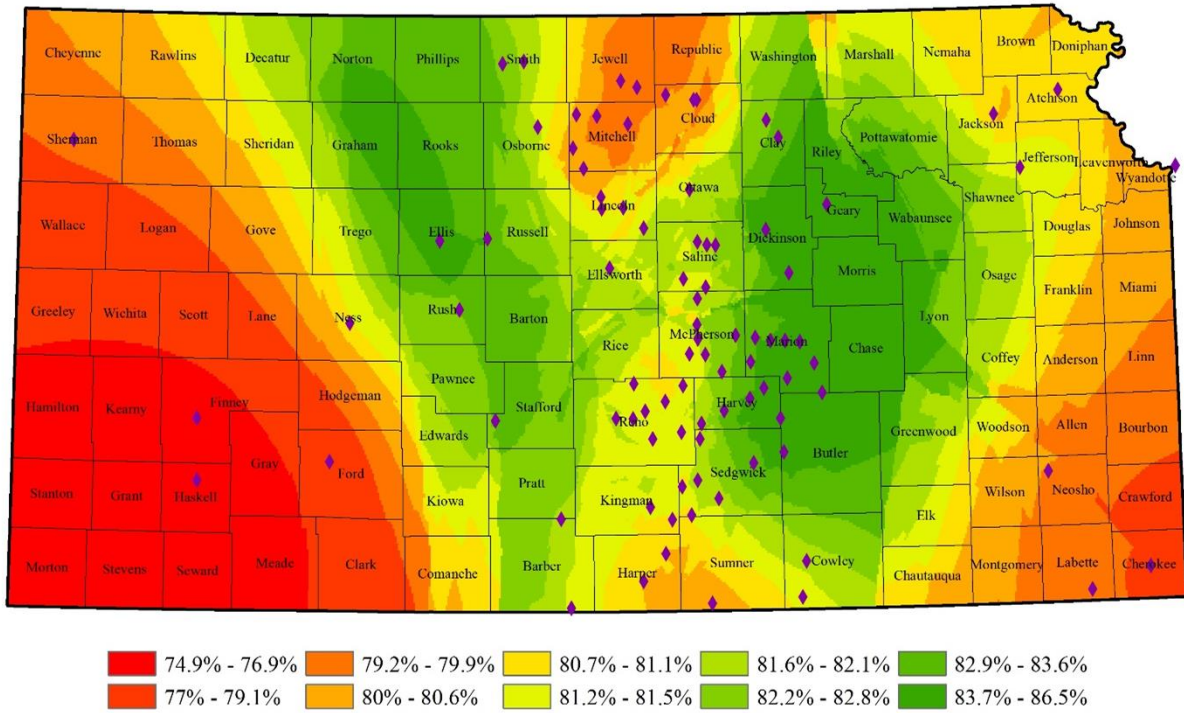 Cheyenne Rawlins Decatur Norton Phillips Smith Jewell Republic Washington Marshall Nemaha Brown Doniphan
Sherman Thomas Sheridan Graham Rooks Osborne Mitchell Cloud Clay Riley Pottawatomie Jackson Atchison
Jefferson Leavenworth Wyandotte
Wallace Logan Gove Trego Ellis Russell Lincoln Ottawa Saline Dickinson Geary Wabaunsee Shawnee Douglas Johnson
Ellsworth Morris Osage
Greeley Wichita Scott Lane Ness Rush Barton Rice McPherson Marion Chase Lyon Coffey Franklin Miami
Anderson Linn
Hamilton Kearny Finney Hodgeman Pawnee Stafford Reno Harvey Butler Greenwood Woodson Allen Bourbon
Edwards
Stanton Grant Haskell Gray Ford Kiowa Pratt Kingman Sedgwick Elk Wilson Neosho Crawford
Morton Stevens Seward Meade Clark Comanche Barber Harper Sumner Cowley Chautauqua Montgomery Labette Cherokee
74.9% - 76.9% 79.2% - 79.9% 80.7% - 81.1% 81.6% - 82.1% 82.9% - 83.6%
77% - 79.1% 80% - 80.6% 81.2% - 81.5% 82.2% - 82.8% 83.7% - 86.5%